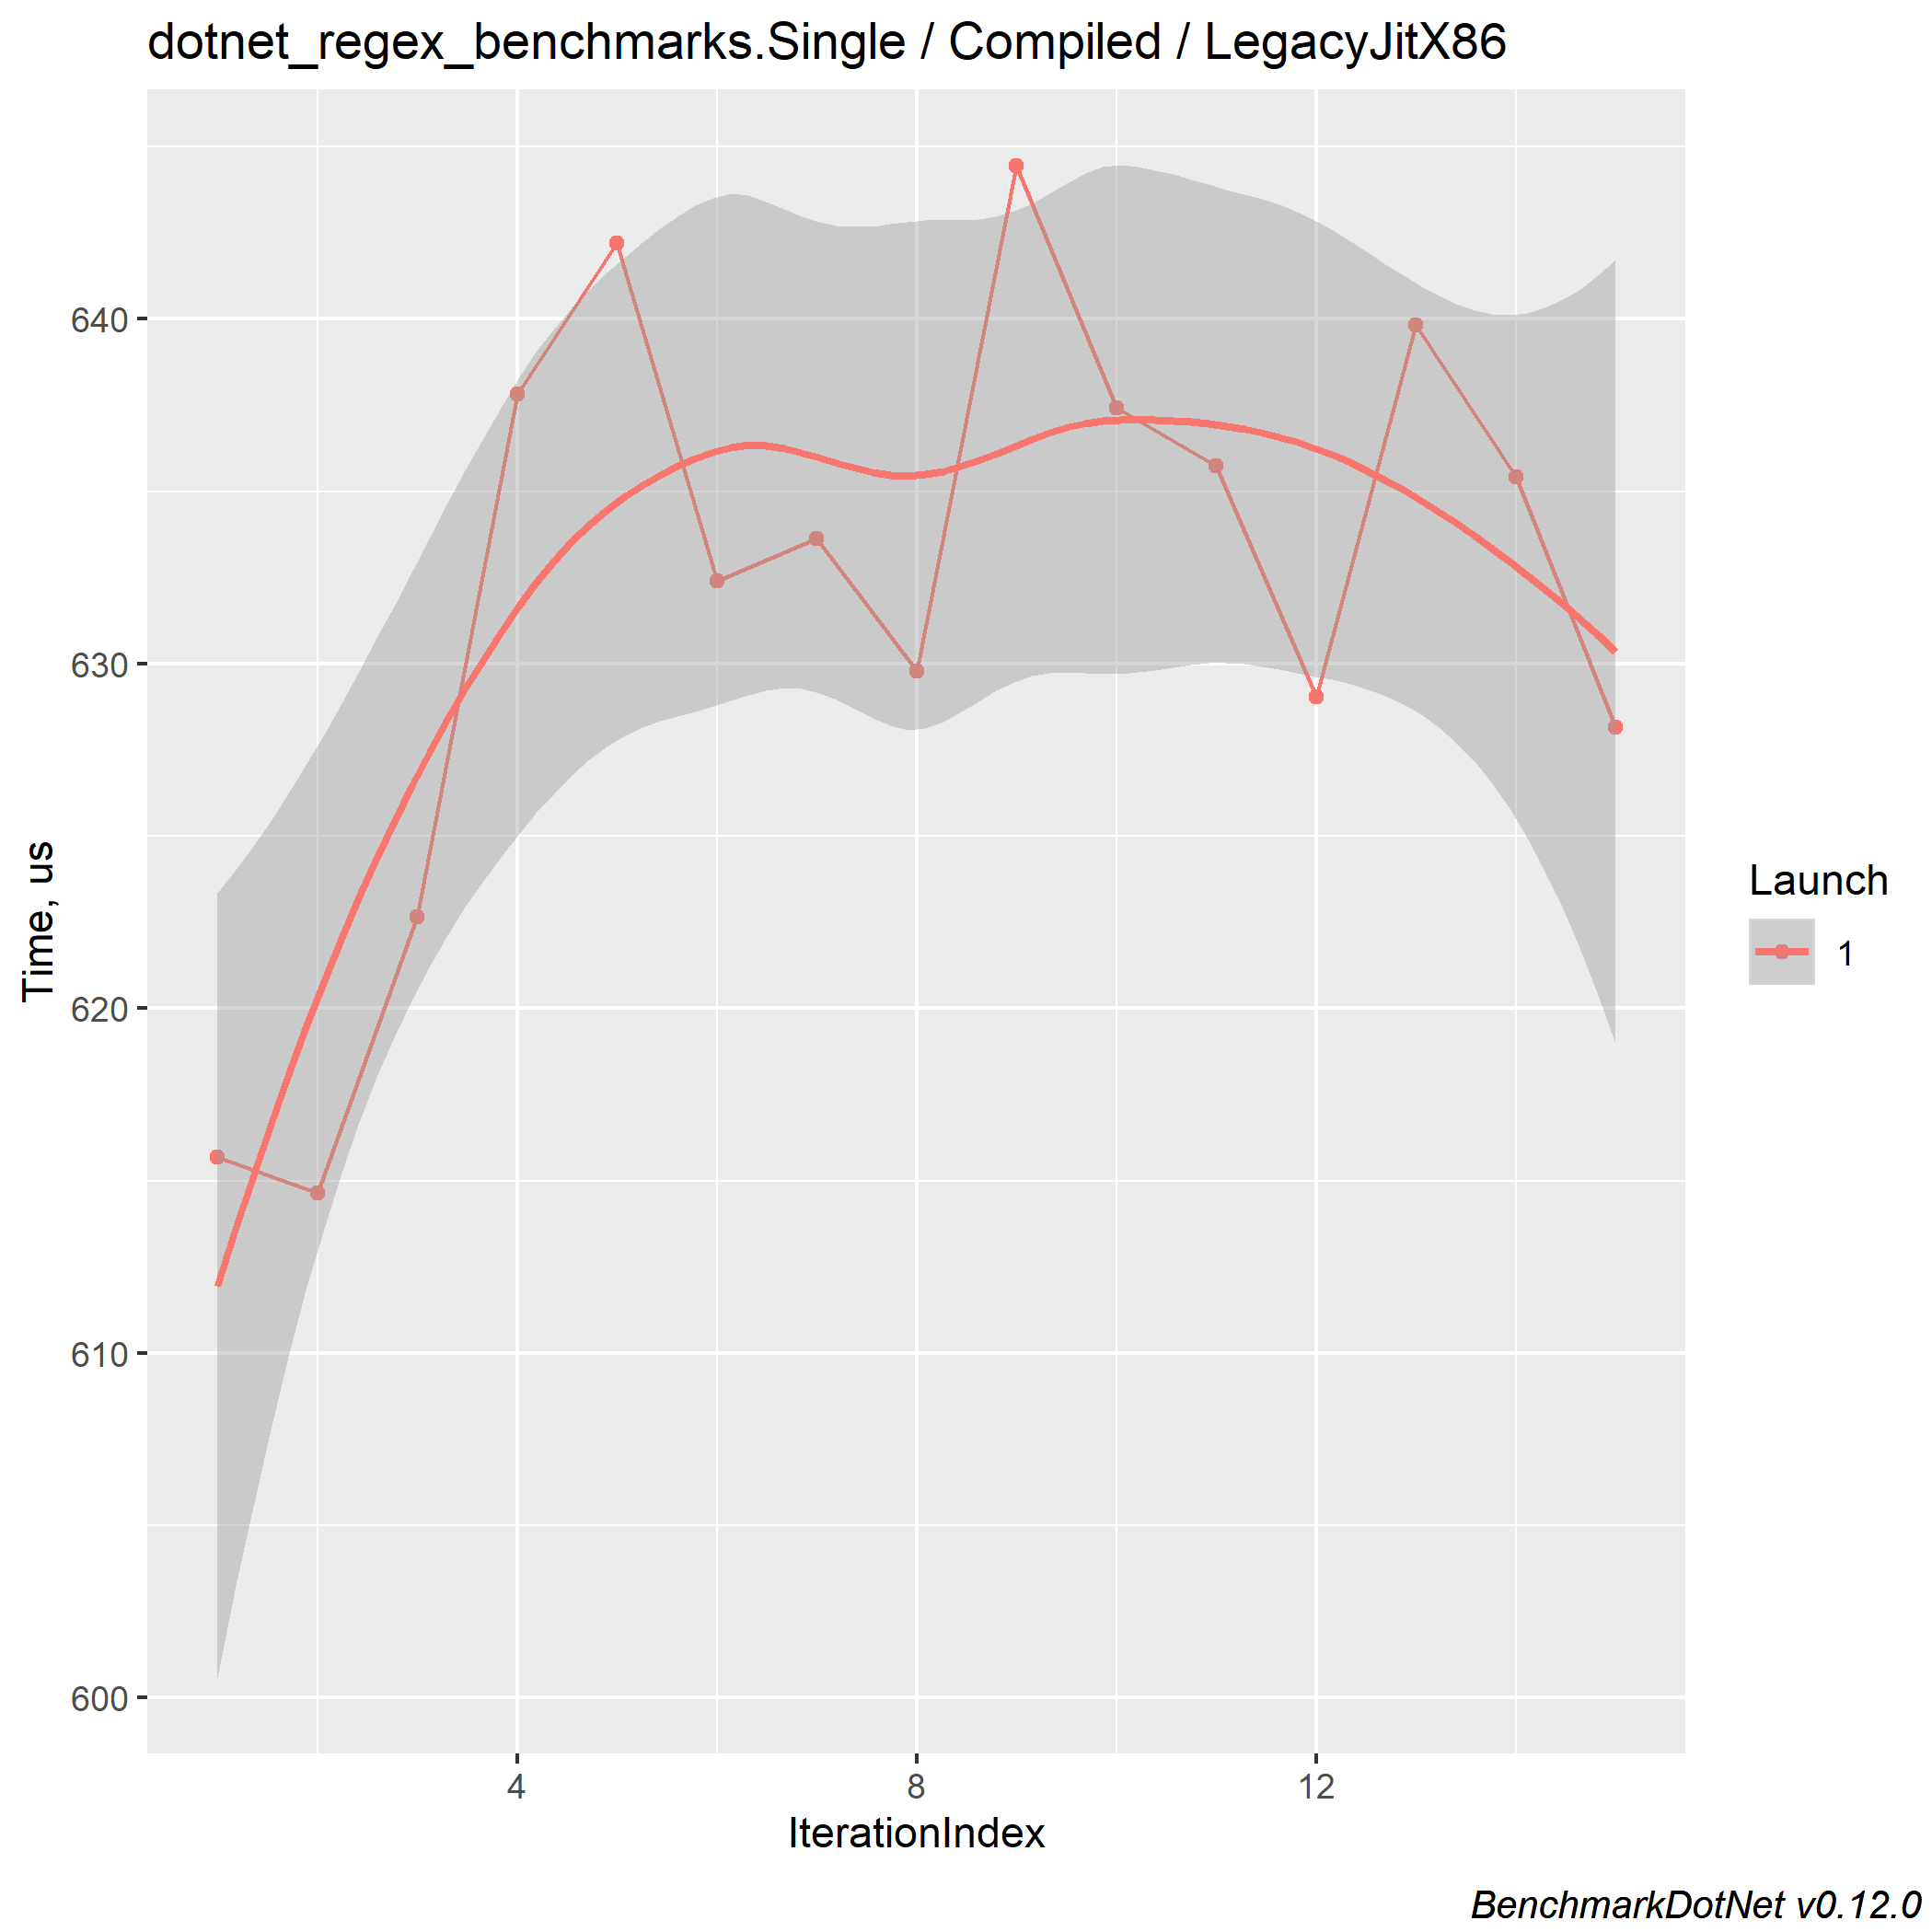 dotnet_regex_benchmarks.Single / Compiled / LegacyJitX86
Time, us
640
630
620
610
600
4
8
12
IterationIndex
Launch
1
BenchmarkDotNet v0.12.0